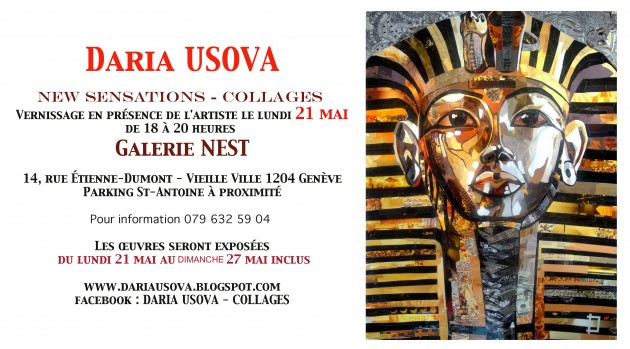 DARIA USOVA
NEW SENSATIONS - COLLAGES
VERNISSAGE EN PRÉSENCE DE L'ARTISTE LE LUNDI 21 MAI
DE 18 À 20 HEURES
GALERIE NEST
14, RUE ÉTIENNE-DUMONT - VIEILLE VILLE 1204 GENÈVE
PARKING ST-ANTOINE À PROXIMITÉ
Pour information 079 632 59 04
LES ŒUVRES SERONT EXPOSÉES
DU LUNDI 21 MAI AU DIMANCHE 27 MAI INCLUS
WWW.DARIAUSOVA.BLOGSPOT.COM
FACEBOOK : DARIA USOVA - COLLAGES